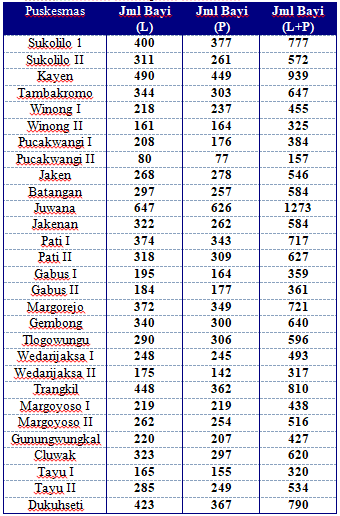 Puskesmas Jml Bayi (L) Jml Bayi (P) Jml Bayi (L+P)
Sukolilo 1 400 377 777
Sukolilo II 311 261 572
Kayen 490 449 939
Tambakromo 344 303 647
Winong I 218 237 455
Winong II 161 164 325
Pucakwangi I 208 176 384
Pucakwangi II 80 77 157
Jaken 268 278 546
Batangan 297 257 584
Juwana 647 626 1273
Jakenan 322 262 584
Pati I 374 343 717
Pati II 318 309 627
Gabus I 195 164 359
Gabus II 184 177 361
Margorejo 372 349 721
Gembong 340 300 640
Tlogowungu 290 306 596
Wedarijaksa I 248 245 493
Wedarijaksa II 175 142 317
Trangkil 448 362 810
Margoyoso I 219 219 438
Margoyoso II 262 254 516
Gunungwungkal 220 207 427
Cluwak 323 297 620
Tayu I 165 155 320
Tayu II 285 249 534
Dukuhseti 423 367 790